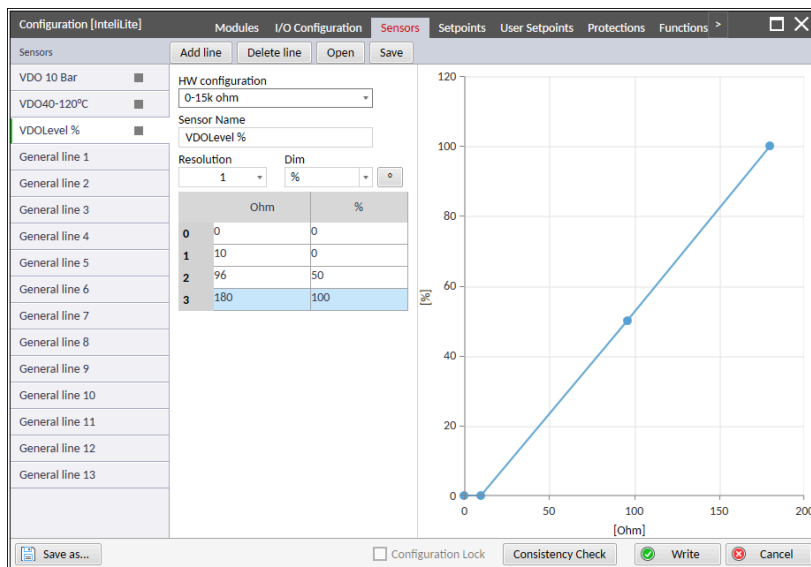 Configuration [InteliLite]
Modules I/O Configuration Sensors Setpoints User Setpoints Protections Functions >
Sensors
Add line Delete line Open Save
VDO 10 Bar
VDO40-120°C
VDOLevel %
General line 1
General line 2
General line 3
General line 4
General line 5
General line 6
General line 7
General line 8
General line 9
General line 10
General line 11
General line 12
General line 13
HW configuration
0-15k ohm
Sensor Name
VDOLevel %
Resolution Dim
1 % °
Ohm %
0 0 0
1 10 0
2 96 50
3 180 100
120
100
80
60
40
20
0
[%]
0 50 100 150 200
[Ohm]
Save as... Configuration Lock Consistency Check Write Cancel